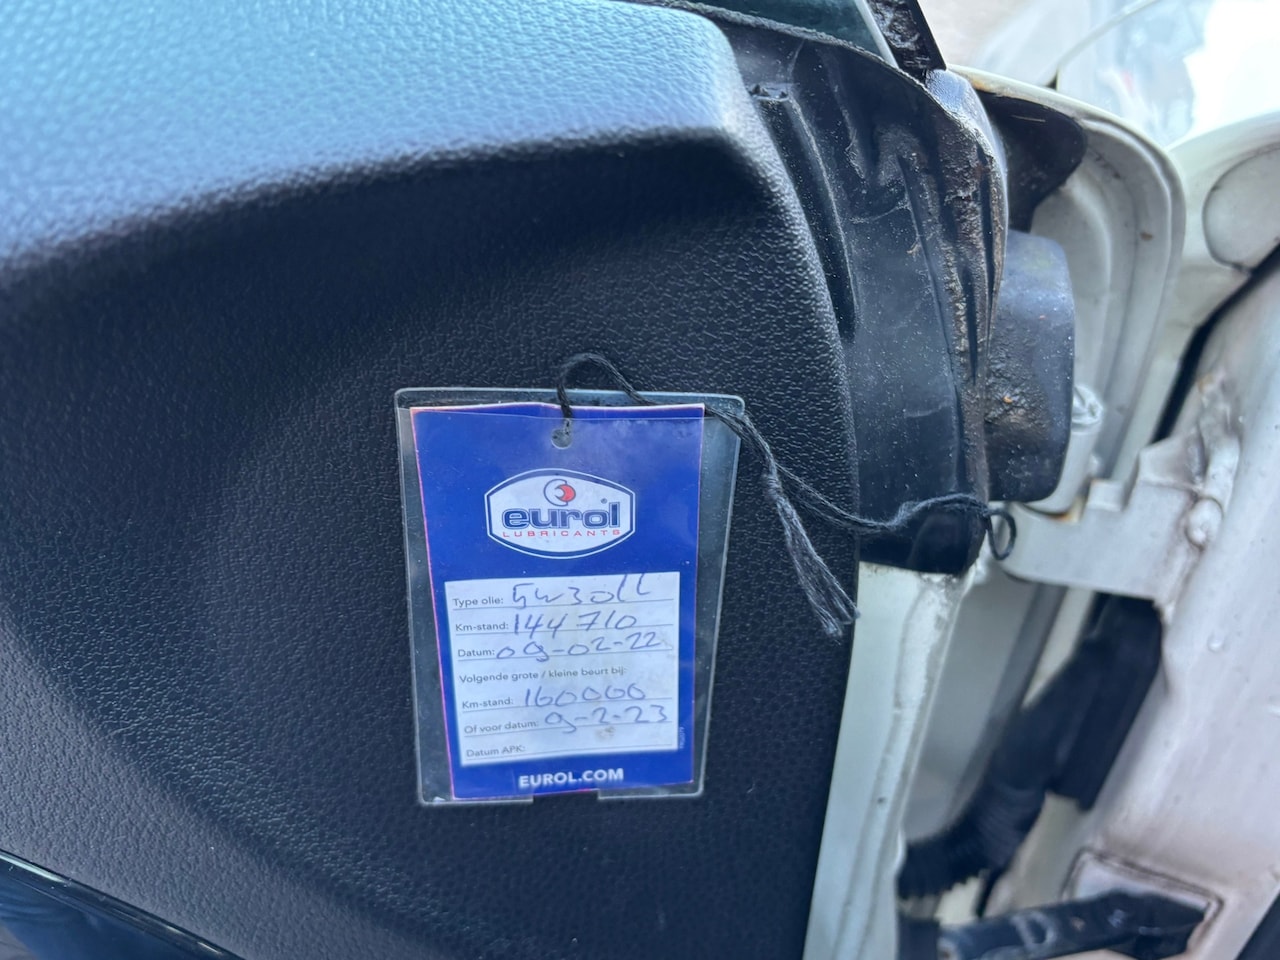 eurol®
LUBRICANTS
Type olie: 5w30LL
Km-stand: 144710
Datum: 09-02-22
Volgende grote / kleine beurt bij:
Km-stand: 160000
Of voor datum: 9-2-23
Datum APK:
EUROL.COM